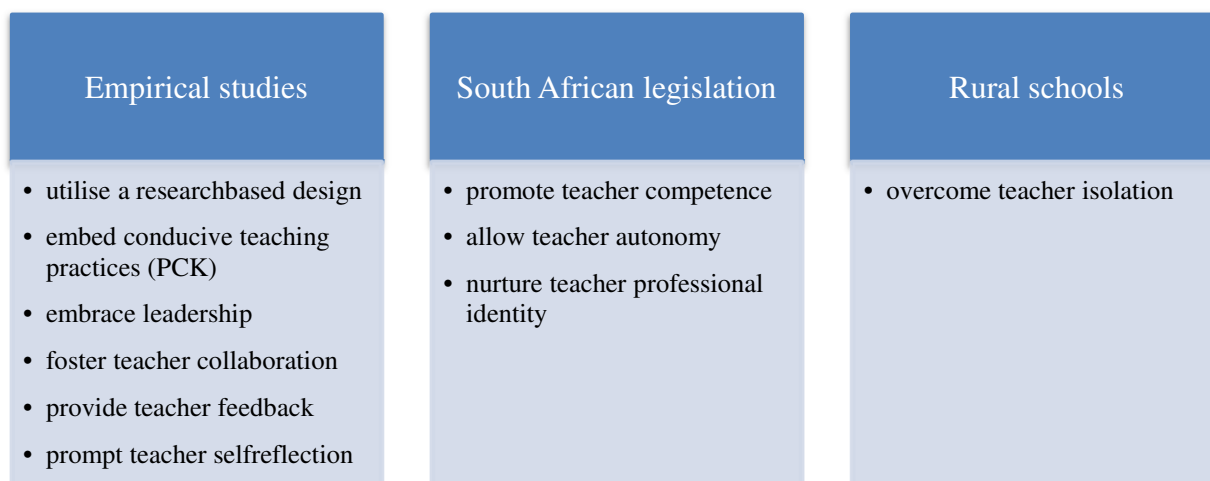 Empirical studies
• utilise a researchbased design
• embed conducive teaching
practices (PCK)
• embrace leadership
• foster teacher collaboration
• provide teacher feedback
• prompt teacher selfreflection
South African legislation
• promote teacher competence
• allow teacher autonomy
• nurture teacher professional
identity
Rural schools
• overcome teacher isolation